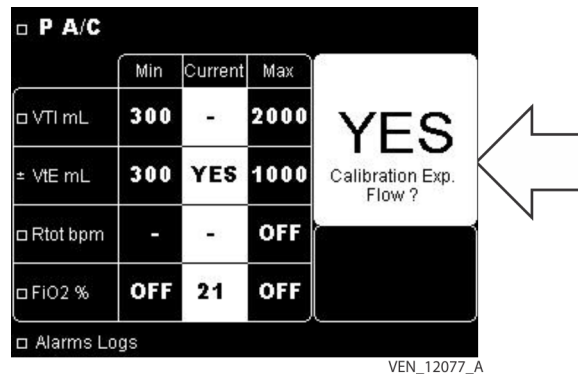 P A/C
Min Current Max
VTI mL 300 - 2000
± VtE mL 300 YES 1000
Rtot bpm - - OFF
FiO2 % OFF 21 OFF
YES
Calibration Exp.
Flow ?
Alarms Logs
VEN_12077_A